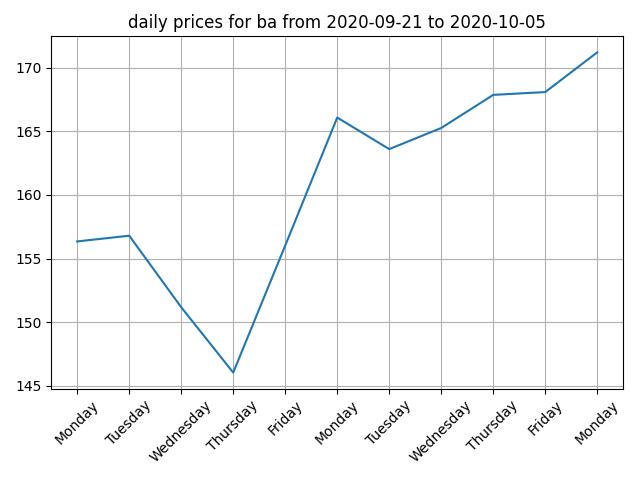 daily prices for ba from 2020-09-21 to 2020-10-05
170
165
160
155
150
145
Monday
Tuesday
Wednesday
Thursday
Friday
Monday
Tuesday
Wednesday
Thursday
Friday
Monday